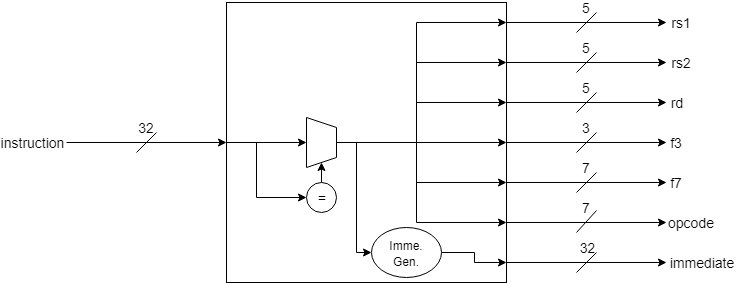 5
rs1
5
rs2
5
rd
32
instruction
3
f3
7
f7
=
7
opcode
Imme.
Gen.
32
immediate